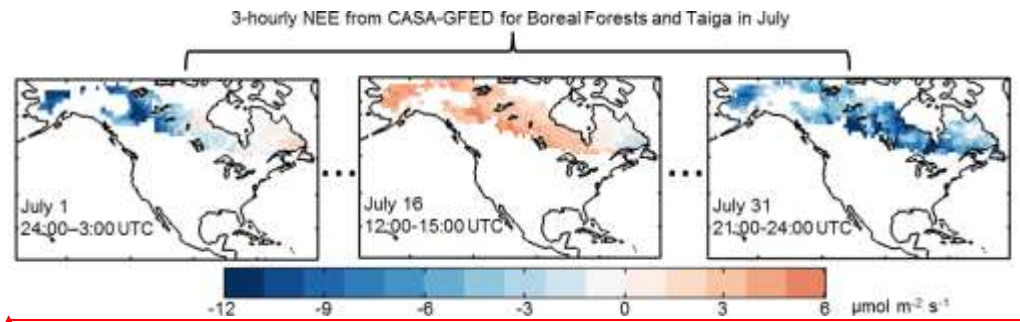 3-hourly NEE from CASA-GFED for Boreal Forests and Taiga in July
July 1
24:00–3:00 UTC
...
July 16
12:00-15:00 UTC
...
July 31
21:00-24:00 UTC
-12 -9 -6 -3 0 3 6 μmol m⁻² s⁻¹